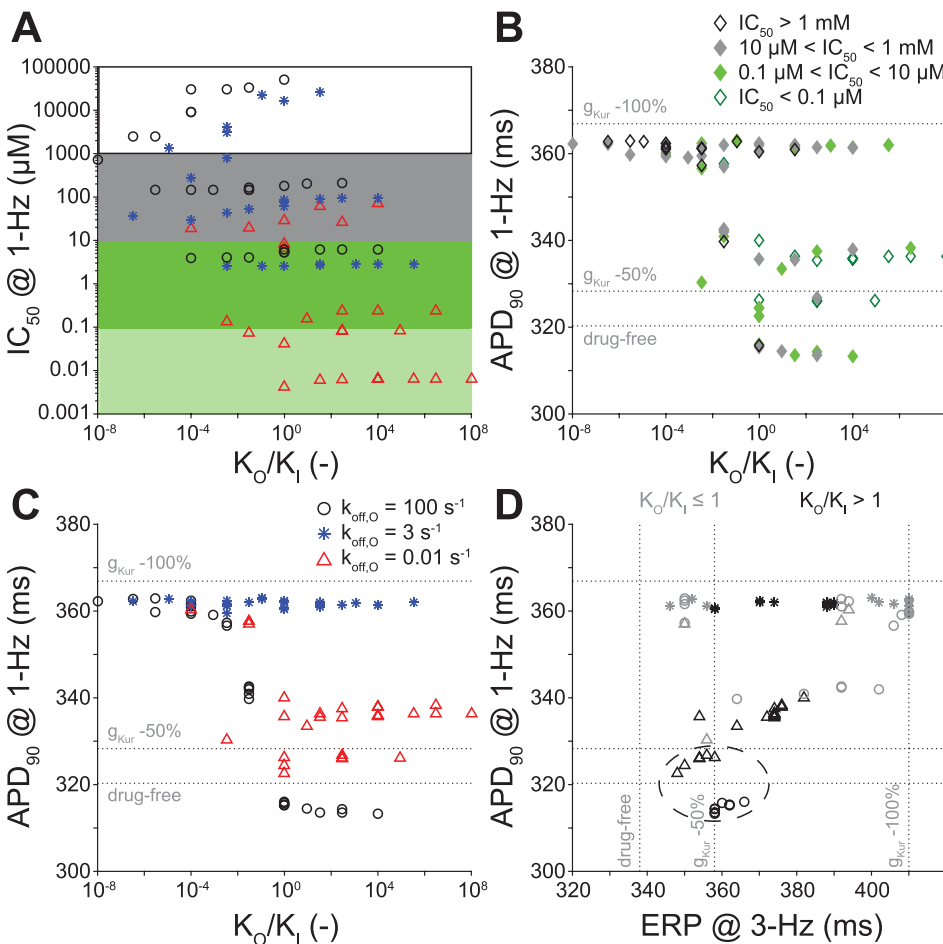 A
IC50 @ 1-Hz (µM)
100000
10000
1000
100
10
1
0.1
0.01
0.001
10-8
10-4
100
104
108
KO/KI (-)
B
IC50 > 1 mM
10 µM < IC50 < 1 mM
0.1 µM < IC50 < 10 µM
IC50 < 0.1 µM
APD90 @ 1-Hz (ms)
380
360
340
320
300
gKur -100%
gKur -50%
drug-free
10-8
10-4
100
104
KO/KI (-)
C
koff,O = 100 s-1
koff,O = 3 s-1
koff,O = 0.01 s-1
APD90 @ 1-Hz (ms)
380
360
340
320
300
gKur -100%
gKur -50%
drug-free
10-8
10-4
100
104
108
KO/KI (-)
D
KO/KI ≤ 1
KO/KI > 1
APD90 @ 1-Hz (ms)
380
360
340
320
300
drug-free
gKur -50%
gKur -100%
320
340
360
380
400
ERP @ 3-Hz (ms)